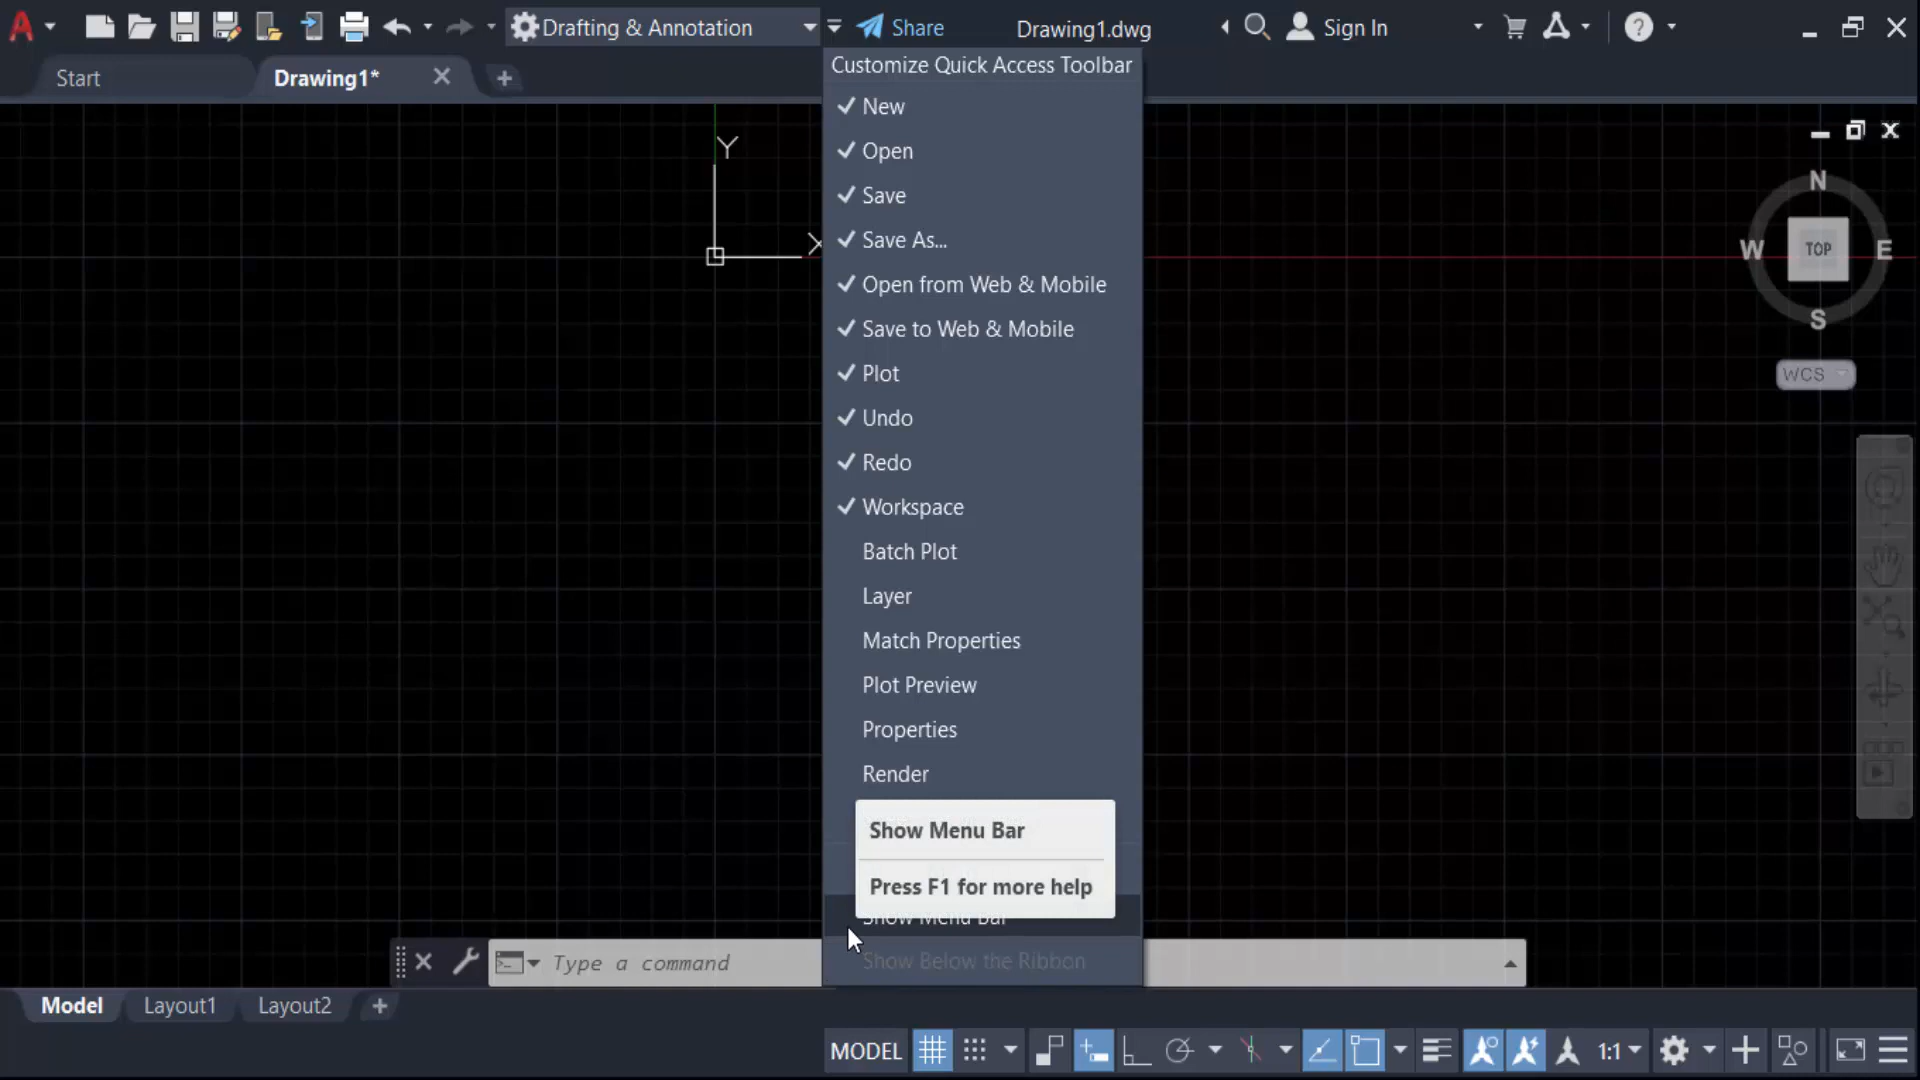 Drafting & Annotation
Share
Drawing1.dwg
Sign In
Start
Drawing1*
Customize Quick Access Toolbar
New
Open
Save
Save As...
Open from Web & Mobile
Save to Web & Mobile
Plot
Undo
Redo
Workspace
Batch Plot
Layer
Match Properties
Plot Preview
Properties
Render
Show Menu Bar
Press F1 for more help
Show Menu Bar
Show Below the Ribbon
Y
X
N
W
TOP
E
S
WCS
Type a command
Model
Layout1
Layout2
MODEL
1:1